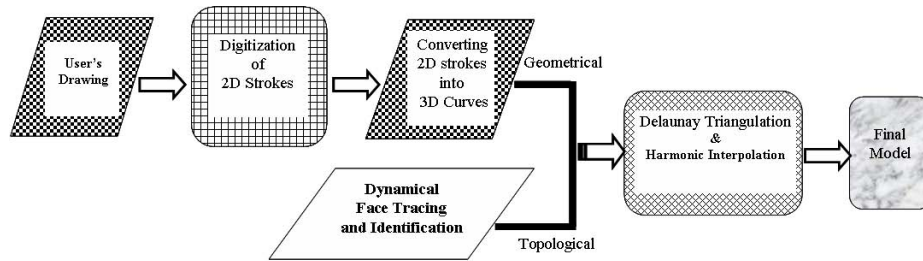 User's
Drawing
Digitization
of
2D Strokes
Converting
2D strokes
into
3D Curves
Geometrical
Dynamical
Face Tracing
and Identification
Topological
Delaunay Triangulation
&
Harmonic Interpolation
Final
Model